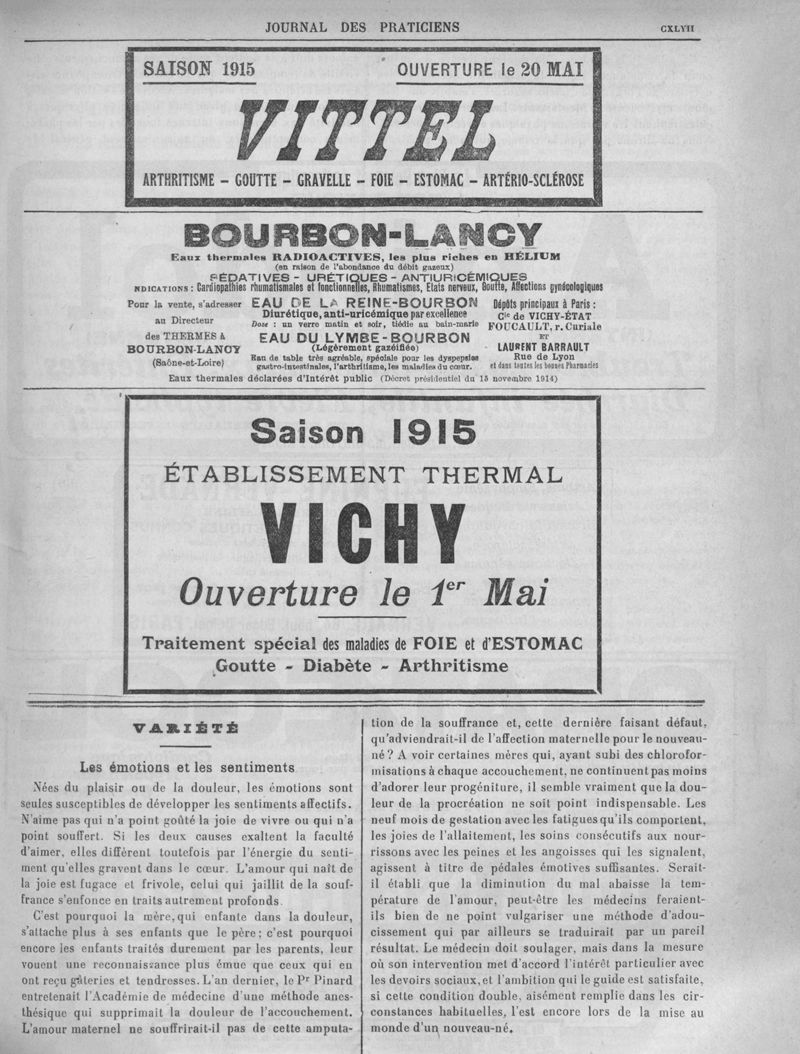 JOURNAL DES PRATICIENS
CXLVII
SAISON 1915
OUVERTURE le 20 MAI
VITTEL
ARTHRITISME – GOUTTE – GRAVELLE – FOIE – ESTOMAC – ARTÉRIO-SCLÉROSE
BOURBON-LANCY
Eaux thermales RADIOACTIVES, les plus riches en HÉLIUM
(en raison de l'abondance du débit gazeux)
SÉDATIVES – URÉTIQUES – ANTIURICÉMIQUES
NDICATIONS : Cardiopathies rhumatismales et fonctionnelles, Rhumatismes, Etats nerveux, Goutte, Affections gynécologiques
Pour la vente, s'adresser
au Directeur
des THERMES à
BOURBON-LANCY
(Saône-et-Loire)
EAU DE LA REINE-BOURBON
Diurétique, anti-uricémique par excellence
Dose : un verre matin et soir, tiédie au bain-marie
EAU DU LYMBE-BOURBON
(Légèrement gazéifiée)
Eau de table très agréable, spéciale pour les dyspepsies
gastro-intestinales, l'arthritisme, les maladies du cœur.
Dépôts principaux à Paris :
Cie de VICHY-ÉTAT
FOUCAULT, r. Curiale
ET
LAURENT BARRAULT
Rue de Lyon
et dans toutes les bonnes Pharmacies
Eaux thermales déclarées d'Intérêt public (Décret présidentiel du 15 novembre 1914)
Saison 1915
ÉTABLISSEMENT THERMAL
VICHY
Ouverture le 1er Mai
Traitement spécial des maladies de FOIE et d'ESTOMAC
Goutte – Diabète – Arthritisme
VARIÉTÉ
Les émotions et les sentiments
Nées du plaisir ou de la douleur, les émotions sont
seules susceptibles de développer les sentiments affectifs.
N'aime pas qui n'a point goûté la joie de vivre ou qui n'a
point souffert. Si les deux causes exaltent la faculté
d'aimer, elles diffèrent toutefois par l'énergie du senti-
ment qu'elles gravent dans le cœur. L'amour qui naît de
la joie est fugace et frivole, celui qui jaillit de la souf-
france s'enfonce en traits autrement profonds.
C'est pourquoi la mère, qui enfante dans la douleur,
s'attache plus à ses enfants que le père ; c'est pourquoi
encore les enfants traités durement par les parents, leur
vouent une reconnaissance plus émue que ceux qui en
ont reçu gâteries et tendresses. L'an dernier, le Pr Pinard
entretenait l'Académie de médecine d'une méthode anes-
thésique qui supprimait la douleur de l'accouchement.
L'amour maternel ne souffrirait-il pas de cette amputa-
tion de la souffrance et, cette dernière faisant défaut,
qu'adviendrait-il de l'affection maternelle pour le nouveau-
né ? A voir certaines mères qui, ayant subi des chlorofor-
misations à chaque accouchement, ne continuent pas moins
d'adorer leur progéniture, il semble vraiment que la dou-
leur de la procréation ne soit point indispensable. Les
neuf mois de gestation avec les fatigues qu'ils comportent,
les joies de l'allaitement, les soins consécutifs aux nour-
rissons avec les peines et les angoisses qui les signalent,
agissent à titre de pédales émotives suffisantes. Serait-
il établi que la diminution du mal abaisse la tem-
pérature de l'amour, peut-être les médecins feraient-
ils bien de ne point vulgariser une méthode d'adou-
cissement qui par ailleurs se traduirait par un pareil
résultat. Le médecin doit soulager, mais dans la mesure
où son intervention met d'accord l'intérêt particulier avec
les devoirs sociaux, et l'ambition qui le guide est satisfaite,
si cette condition double, aisément remplie dans les cir-
constances habituelles, l'est encore lors de la mise au
monde d'un nouveau-né.